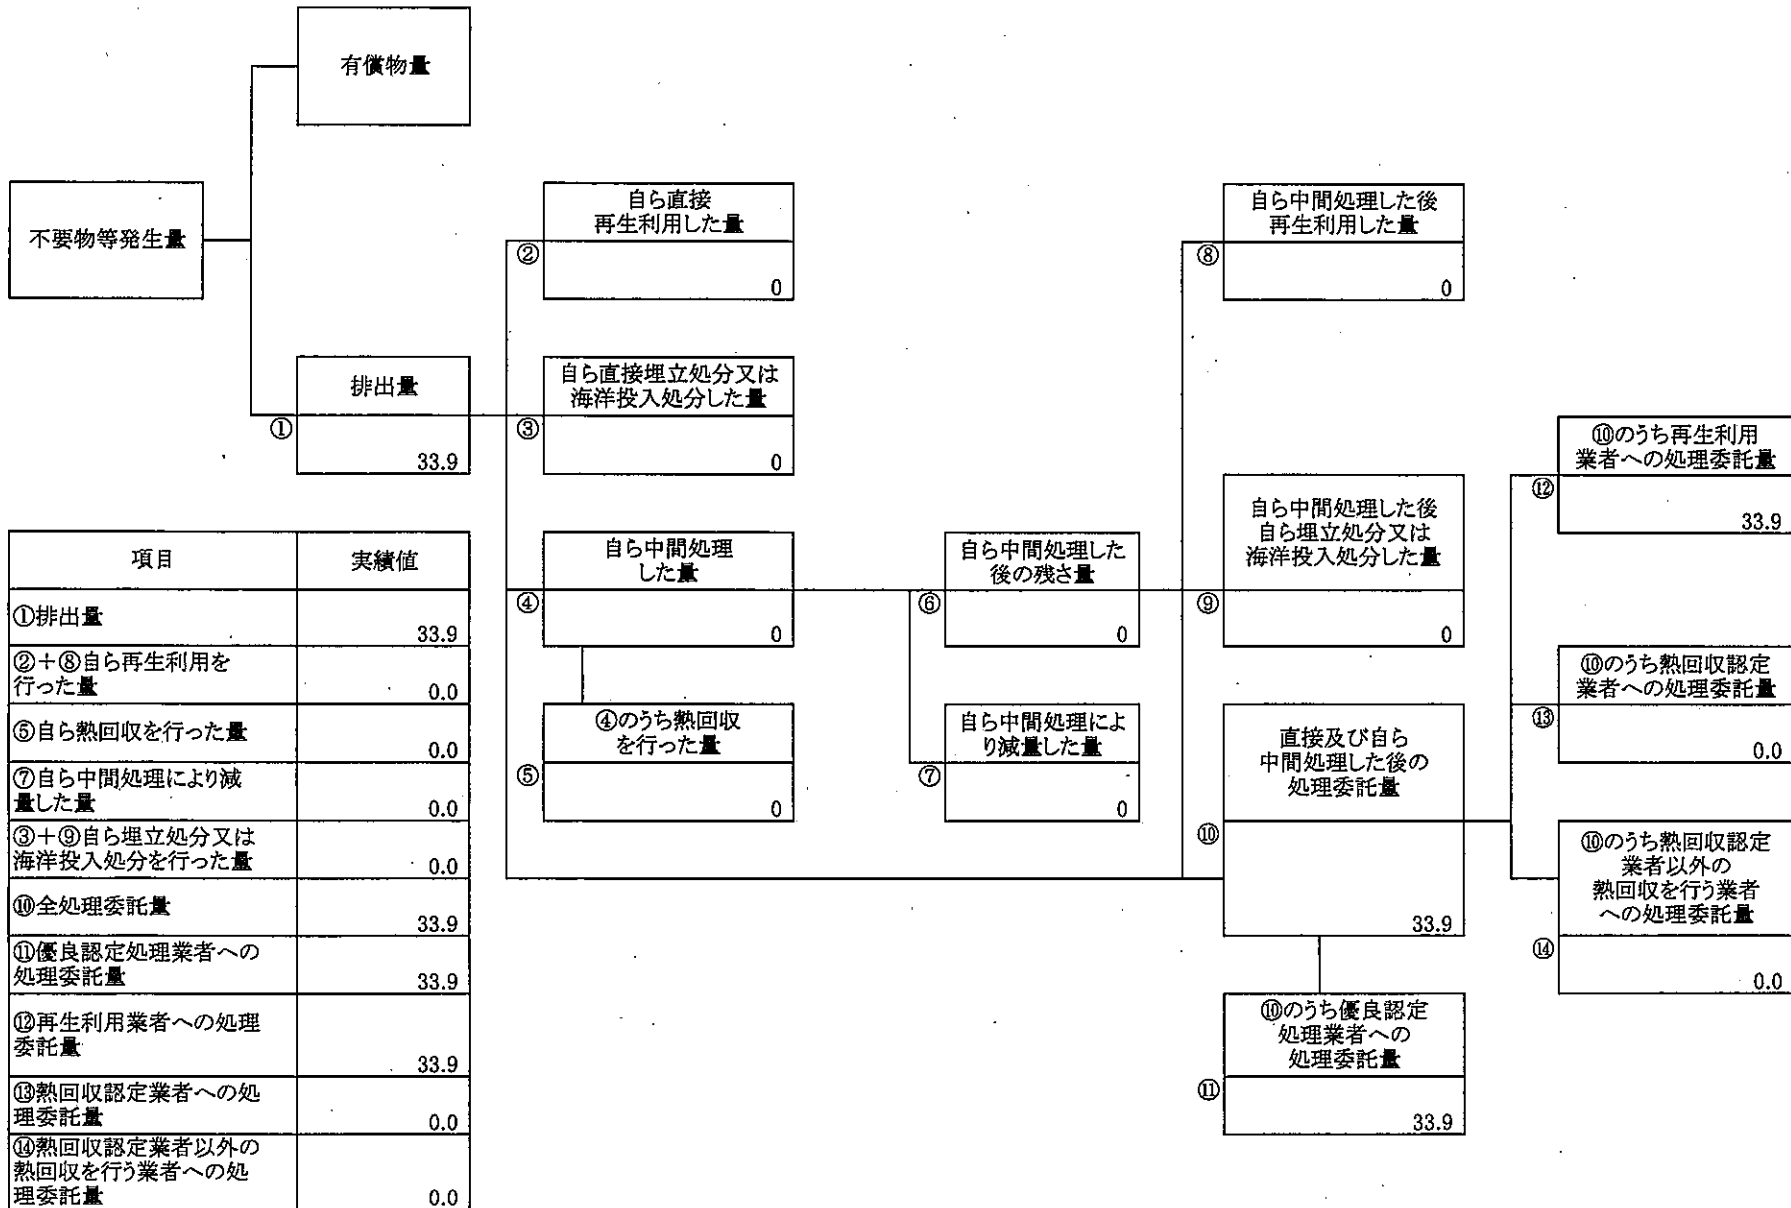 有償物量
不要物等発生量
排出量
①
33.9
自ら直接
再生利用した量
②
0
自ら直接埋立処分又は
海洋投入処分した量
③
0
自ら中間処理
した量
④
0
④のうち熱回収
を行った量
⑤
0
自ら中間処理した
後の残さ量
⑥
0
自ら中間処理によ
り減量した量
⑦
0
自ら中間処理した後
再生利用した量
⑧
0
自ら中間処理した後
自ら埋立処分又は
海洋投入処分した量
⑨
0
直接及び自ら
中間処理した後の
処理委託量
⑩
33.9
⑩のうち優良認定
処理業者への
処理委託量
⑪
33.9
⑩のうち再生利用
業者への処理委託量
⑫
33.9
⑩のうち熱回収認定
業者への処理委託量
⑬
0.0
⑩のうち熱回収認定
業者以外の
熱回収を行う業者
への処理委託量
⑭
0.0
項目 実績値
①排出量
33.9
②+⑧自ら再生利用を
行った量
0.0
⑤自ら熱回収を行った量
0.0
⑦自ら中間処理により減
量した量
0.0
③+⑨自ら埋立処分又は
海洋投入処分を行った量
0.0
⑩全処理委託量
33.9
⑪優良認定処理業者への
処理委託量
33.9
⑫再生利用業者への処理
委託量
33.9
⑬熱回収認定業者への処
理委託量
0.0
⑭熱回収認定業者以外の
熱回収を行う業者への処
理委託量
0.0